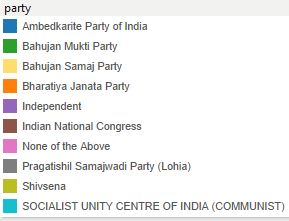 party
Ambedkarite Party of India
Bahujan Mukti Party
Bahujan Samaj Party
Bharatiya Janata Party
Independent
Indian National Congress
None of the Above
Pragatishil Samajwadi Party (Lohia)
Shivsena
SOCIALIST UNITY CENTRE OF INDIA (COMMUNIST)